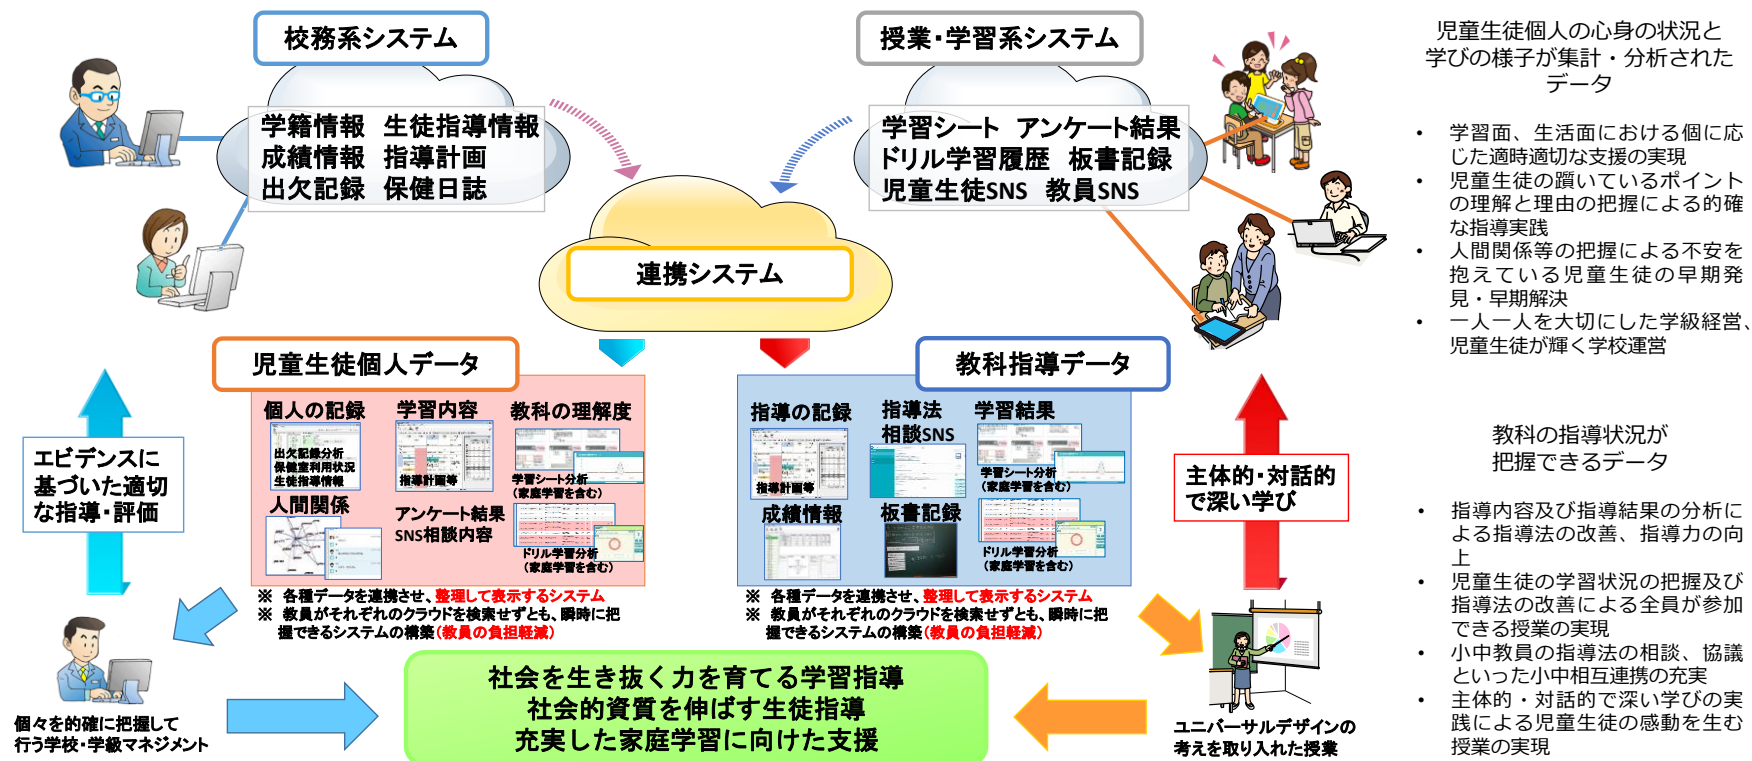 校務系システム
学籍情報 生徒指導情報
成績情報 指導計画
出欠記録 保健日誌
授業・学習系システム
学習シート アンケート結果
ドリル学習履歴 板書記録
児童生徒SNS 教員SNS
連携システム
児童生徒個人データ
個人の記録
出欠記録分析
保健室利用状況
生徒指導情報
学習内容
指導計画等
教科の理解度
学習シート分析
(家庭学習を含む)
人間関係
アンケート結果
SNS相談内容
ドリル学習分析
(家庭学習を含む)
※ 各種データを連携させ、整理して表示するシステム
※ 教員がそれぞれのクラウドを検索せずとも、瞬時に把
握できるシステムの構築(教員の負担軽減)
教科指導データ
指導の記録
指導計画等
指導法
相談SNS
学習結果
学習シート分析
(家庭学習を含む)
成績情報
板書記録
ドリル学習分析
(家庭学習を含む)
※ 各種データを連携させ、整理して表示するシステム
※ 教員がそれぞれのクラウドを検索せずとも、瞬時に把
握できるシステムの構築(教員の負担軽減)
エビデンスに
基づいた適切
な指導・評価
主体的・対話的
で深い学び
個々を的確に把握して
行う学校・学級マネジメント
社会を生き抜く力を育てる学習指導
社会的資質を伸ばす生徒指導
充実した家庭学習に向けた支援
ユニバーサルデザインの
考えを取り入れた授業
児童生徒個人の心身の状況と
学びの様子が集計・分析された
データ
• 学習面、生活面における個に応
じた適時適切な支援の実現
• 児童生徒の躓いているポイント
の理解と理由の把握による的確
な指導実践
• 人間関係等の把握による不安を
抱えている児童生徒の早期発
見・早期解決
• 一人一人を大切にした学級経営、
児童生徒が輝く学校運営
教科の指導状況が
把握できるデータ
• 指導内容及び指導結果の分析に
よる指導法の改善、指導力の向
上
• 児童生徒の学習状況の把握及び
指導法の改善による全員が参加
できる授業の実現
• 小中教員の指導法の相談、協議
といった小中相互連携の充実
• 主体的・対話的で深い学びの実
践による児童生徒の感動を生む
授業の実現